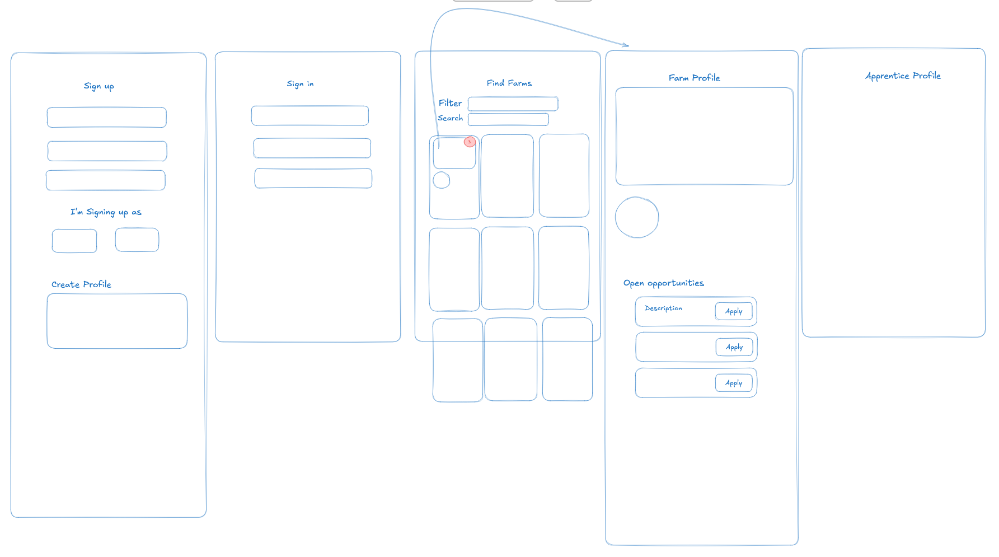 Sign up
I'm Signing up as
Create Profile
Sign in
Find Farms
Filter
Search
Farm Profile
Open opportunities
Description
Apply
Apply
Apply
Apprentice Profile